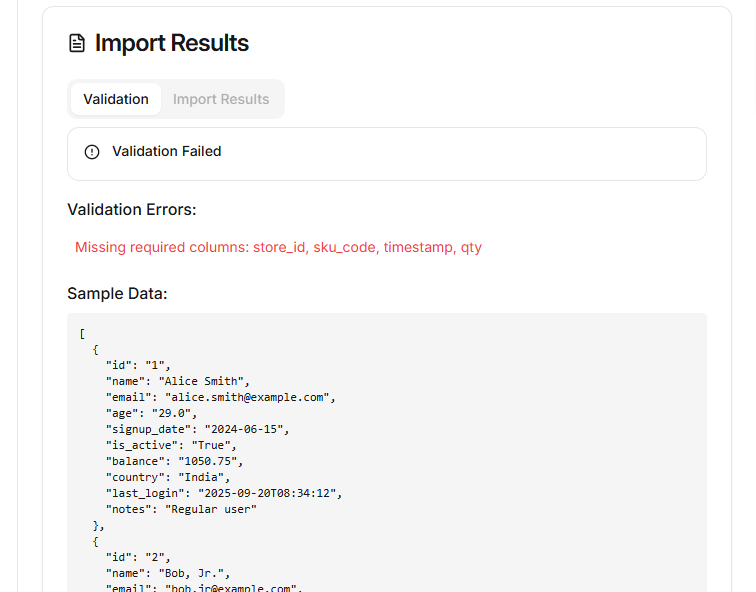 Import Results
Validation Import Results
Validation Failed
Validation Errors:
Missing required columns: store_id, sku_code, timestamp, qty
Sample Data:
[
{
"id": "1",
"name": "Alice Smith",
"email": "alice.smith@example.com",
"age": "29.0",
"signup_date": "2024-06-15",
"is_active": "True",
"balance": "1050.75",
"country": "India",
"last_login": "2025-09-20T08:34:12",
"notes": "Regular user"
},
{
"id": "2",
"name": "Bob, Jr.",
"email": "bob.jr@example.com",